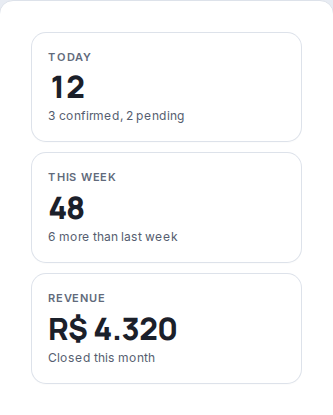 TODAY
12
3 confirmed, 2 pending
THIS WEEK
48
6 more than last week
REVENUE
R$ 4.320
Closed this month